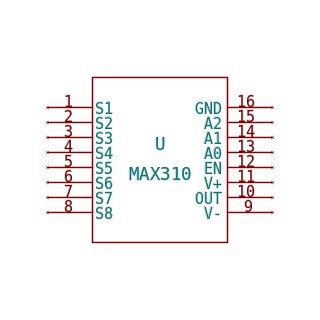 1 S1 GND 16
2 S2 A2 15
3 S3 A1 14
4 S4 A0 13
5 S5 EN 12
6 S6 V+ 11
7 S7 OUT 10
8 S8 V- 9
U
MAX310